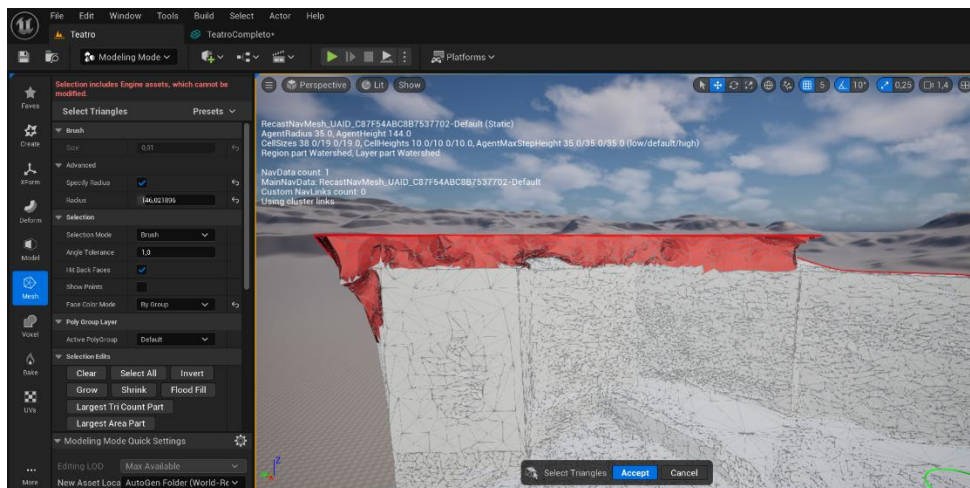 File Edit Window Tools Build Select Actor Help
Teatro TeatroCompleto•
Modeling Mode Platforms
Selection includes Engine assets, which cannot be
modified.
Select Triangles Presets
Brush
Size 0,01
Advanced
Specify Radius
Radius 146,021896
Selection
Selection Mode Brush
Angle Tolerance 1,0
Hit Back Faces
Show Points
Face Color Mode By Group
Poly Group Layer
Active PolyGroup Default
Selection Edits
Clear Select All Invert
Grow Shrink Flood Fill
Largest Tri Count Part
Largest Area
Part
Modeling Mode Quick Settings
Editing LOD Max Available
New Asset Loca AutoGen Folder (World-Re
Faves
Create
XForm
Deform
Model
Mesh
Voxel
Bake
UVs
More
Perspective Lit Show
5 10° 0,25 1,4
RecastNavMesh_UAID_C87F54ABC8B7537702-Default (Static)
AgentRadius 35.0, AgentHeight 144.0
CellSizes 38.0/19.0/19.0, CellHeights 10.0/10.0/10.0, AgentMaxStepHeight 35.0/35.0/35.0 (low/default/high)
Region part Watershed, Layer part Watershed
NavData count: 1
MainNavData: RecastNavMesh_UAID_C87F54ABC8B7537702-Default
Custom NavLinks count: 0
Using cluster links
Z
Select Triangles Accept Cancel